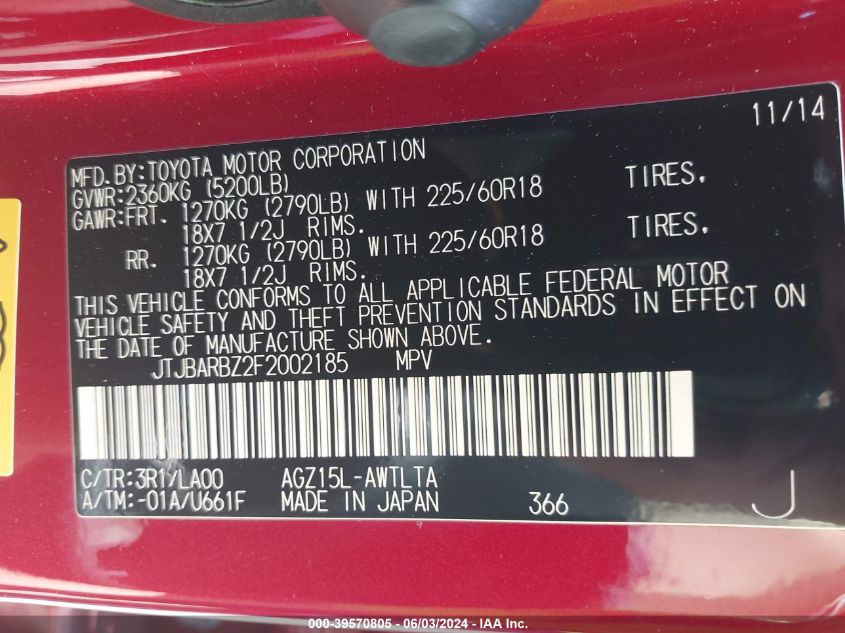 11/14
MFD.BY:TOYOTA MOTOR CORPORATION
GVWR:2360KG (5200LB)
GAWR:FRT. 1270KG (2790LB) WITH 225/60R18 TIRES.
18X7 1/2J RIMS.
RR. 1270KG (2790LB) WITH 225/60R18 TIRES.
18X7 1/2J RIMS.
THIS VEHICLE CONFORMS TO ALL APPLICABLE FEDERAL MOTOR
VEHICLE SAFETY AND THEFT PREVENTION STANDARDS IN EFFECT ON
THE DATE OF MANUFACTURE SHOWN ABOVE.
JTJBARBZ2F2002185 MPV
C/TR:3R1/LA00 AGZ15L-AWTLTA
A/TM:-01A/U661F MADE IN JAPAN 366 J
000-39570805 - 06/03/2024 - IAA Inc.